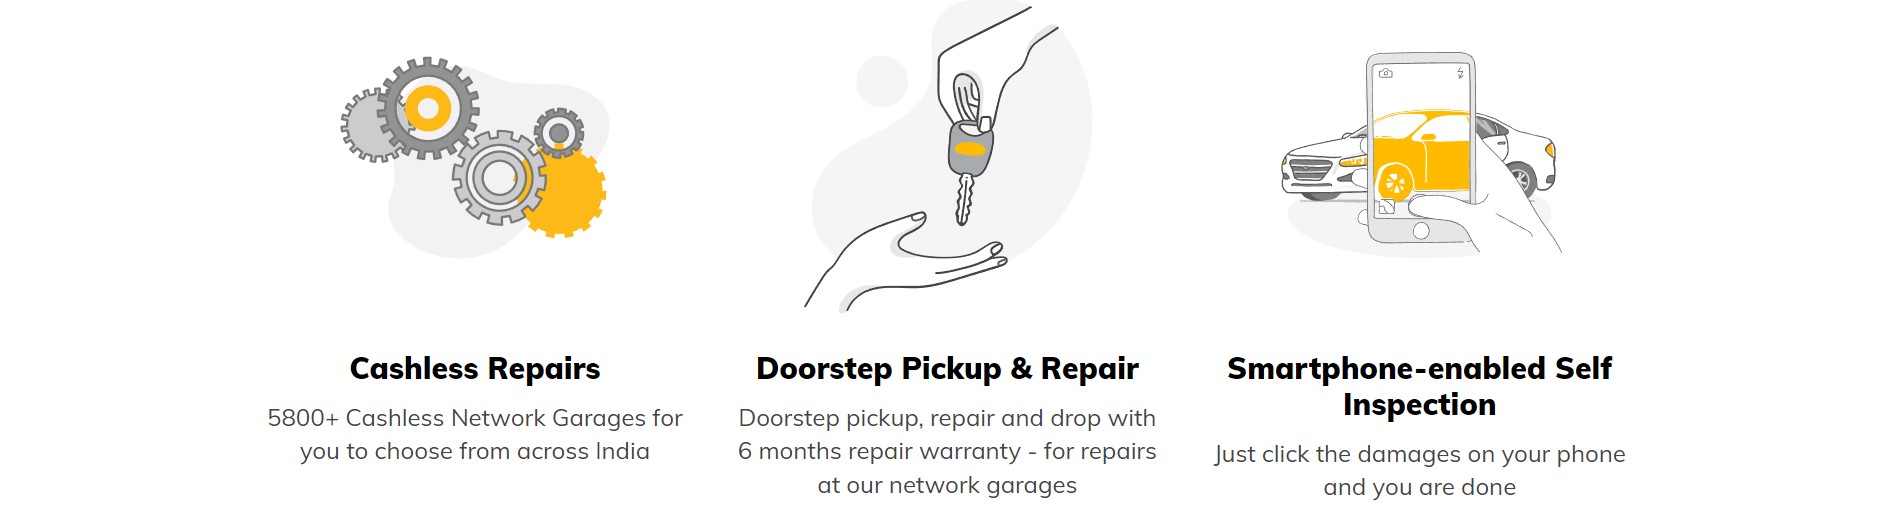 Cashless Repairs
5800+ Cashless Network Garages for
you to choose from across India
Doorstep Pickup & Repair
Doorstep pickup, repair and drop with
6 months repair warranty - for repairs
at our network garages
Smartphone-enabled Self
Inspection
Just click the damages on your phone
and you are done